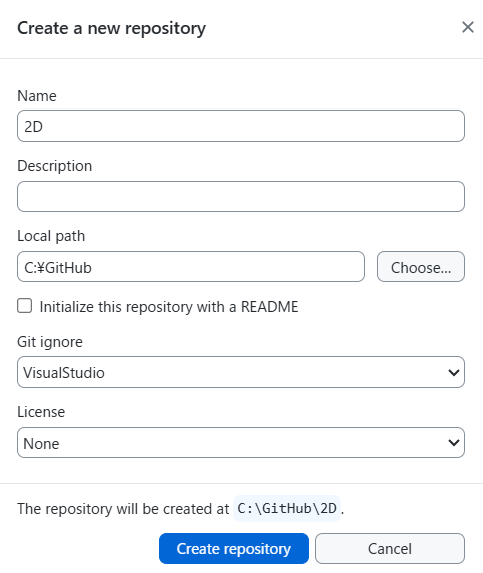 Create a new repository
Name
2D
Description
Local path
C:¥GitHub
Choose...
Initialize this repository with a README
Git ignore
VisualStudio
License
None
The repository will be created at C:\GitHub\2D.
Create repository
Cancel